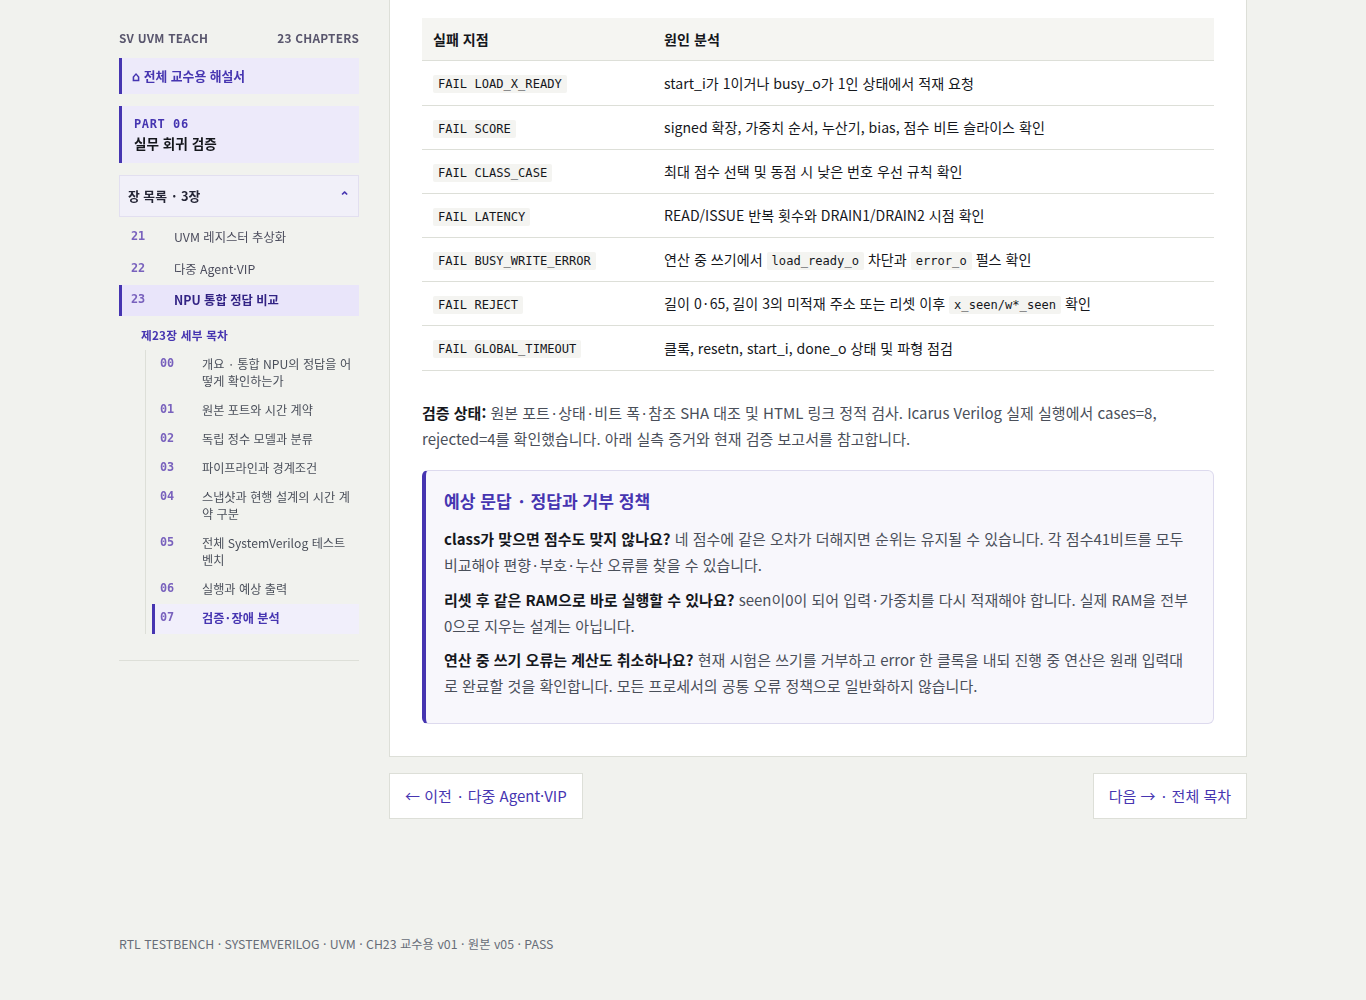 SV UVM TEACH 23 CHAPTERS
⌂ 전체 교수용 해설서
PART 06
실무 회귀 검증
장 목록 · 3장
21 UVM 레지스터 추상화
22 다중 Agent·VIP
23 NPU 통합 정답 비교
제23장 세부 목차
00 개요 · 통합 NPU의 정답을 어
떻게 확인하는가
01 원본 포트와 시간 계약
02 독립 정수 모델과 분류
03 파이프라인과 경계조건
04 스냅샷과 현행 설계의 시간 계
약 구분
05 전체 SystemVerilog 테스트
벤치
06 실행과 예상 출력
07 검증·장애 분석
실패 지점 원인 분석
FAIL LOAD_X_READY start_i가 1이거나 busy_o가 1인 상태에서 적재 요청
FAIL SCORE signed 확장, 가중치 순서, 누산기, bias, 점수 비트 슬라이스 확인
FAIL CLASS_CASE 최대 점수 선택 및 동점 시 낮은 번호 우선 규칙 확인
FAIL LATENCY READ/ISSUE 반복 횟수와 DRAIN1/DRAIN2 시점 확인
FAIL BUSY_WRITE_ERROR 연산 중 쓰기에서 load_ready_o 차단과 error_o 펄스 확인
FAIL REJECT 길이 0·65, 길이 3의 미적재 주소 또는 리셋 이후 x_seen/w*_seen 확인
FAIL GLOBAL_TIMEOUT 클록, resetn, start_i, done_o 상태 및 파형 점검
검증 상태: 원본 포트·상태·비트 폭·참조 SHA 대조 및 HTML 링크 정적 검사. Icarus Verilog 실제 실행에서 cases=8,
rejected=4를 확인했습니다. 아래 실측 증거와 현재 검증 보고서를 참고합니다.
예상 문답 · 정답과 거부 정책
class가 맞으면 점수도 맞지 않나요? 네 점수에 같은 오차가 더해지면 순위는 유지될 수 있습니다. 각 점수41비트를 모두
비교해야 편향·부호·누산 오류를 찾을 수 있습니다.
리셋 후 같은 RAM으로 바로 실행할 수 있나요? seen이0이 되어 입력·가중치를 다시 적재해야 합니다. 실제 RAM을 전부
0으로 지우는 설계는 아닙니다.
연산 중 쓰기 오류는 계산도 취소하나요? 현재 시험은 쓰기를 거부하고 error 한 클록을 내되 진행 중 연산은 원래 입력대
로 완료할 것을 확인합니다. 모든 프로세서의 공통 오류 정책으로 일반화하지 않습니다.
← 이전 · 다중 Agent·VIP
다음 → · 전체 목차
RTL TESTBENCH · SYSTEMVERILOG · UVM · CH23 교수용 v01 · 원본 v05 · PASS